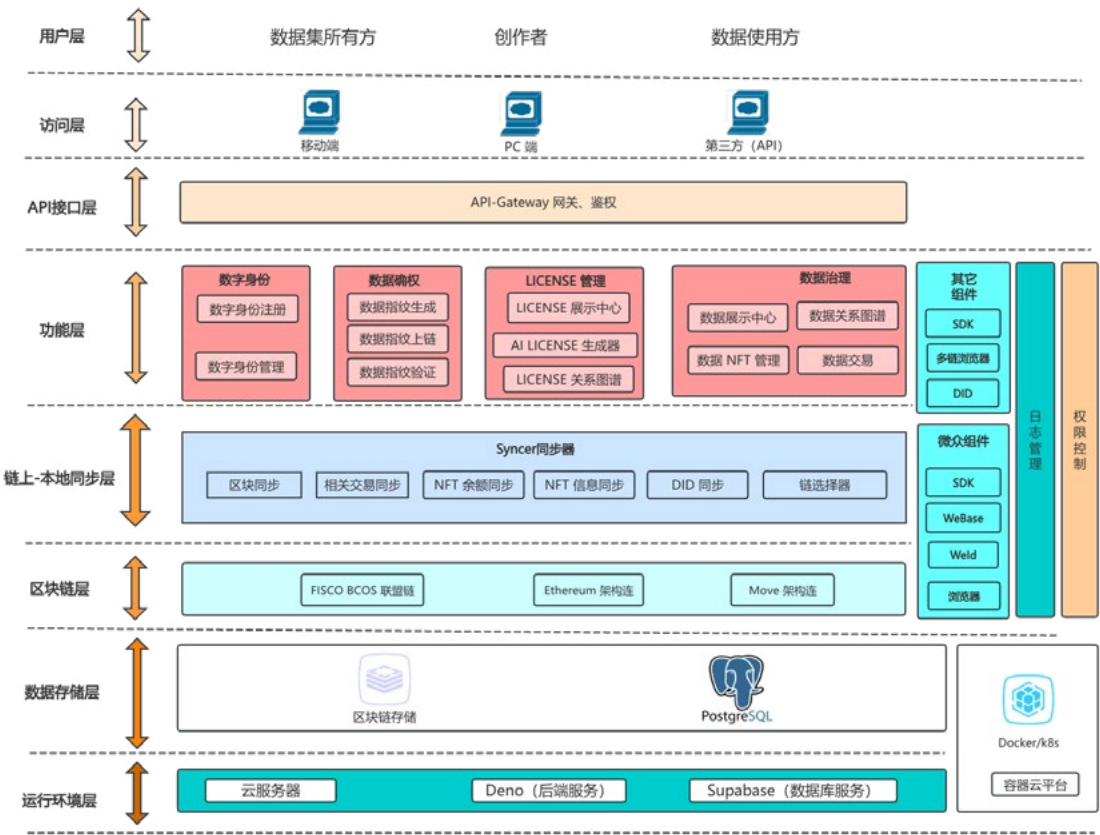 用户层
数据集所有方
创作者
数据使用方
访问层
移动端
PC 端
第三方（API）
API接口层
API-Gateway 网关、鉴权
功能层
数字身份
数字身份注册
数字身份管理
数据确权
数据指纹生成
数据指纹上链
数据指纹验证
LICENSE 管理
LICENSE 展示中心
AI LICENSE 生成器
LICENSE 关系图谱
数据治理
数据展示中心
数据关系图谱
数据 NFT 管理
数据交易
其它
组件
SDK
多链浏览器
DID
日志管理
权限控制
链上-本地同步层
Syncer同步器
区块同步
相关交易同步
NFT 余额同步
NFT 信息同步
DID 同步
链选择器
微众组件
SDK
WeBase
WeId
浏览器
区块链层
FISCO BCOS 联盟链
Ethereum 架构连
Move 架构连
数据存储层
区块链存储
PostgreSQL
Docker/k8s
容器云平台
运行环境层
云服务器
Deno（后端服务）
Supabase（数据库服务）